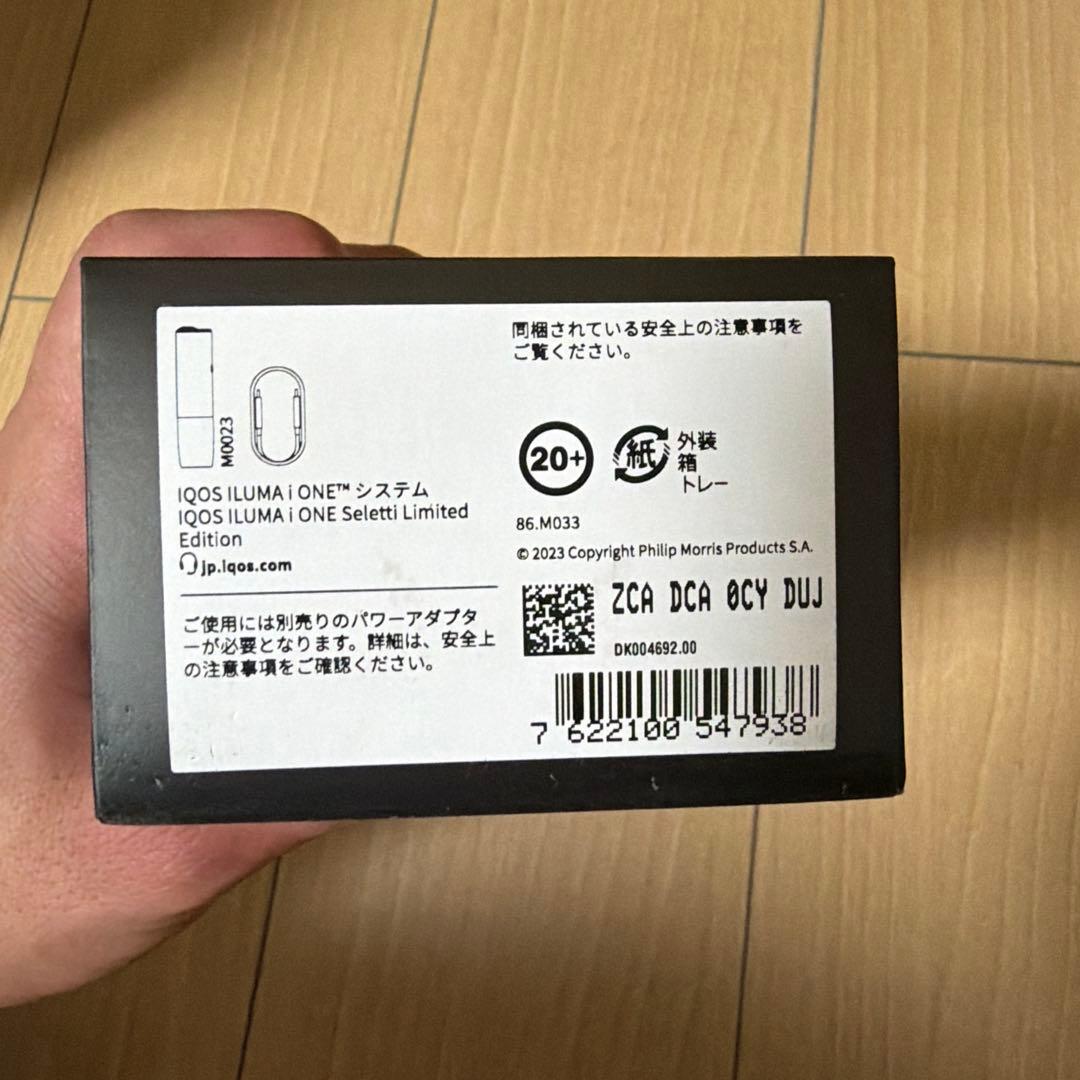 M0023
IQOS ILUMA i ONE™ システム
IQOS ILUMA i ONE Seletti Limited
Edition
jp.iqos.com
ご使用には別売りのパワーアダプタ
ーが必要となります。詳細は、安全上
の注意事項をご確認ください。
同梱されている安全上の注意事項を
ご覧ください。
20+
紙
外装
箱
トレー
86.M033
© 2023 Copyright Philip Morris Products S.A.
ZCA DCA 0CY DUJ
DK004692.00
7 622100 547938